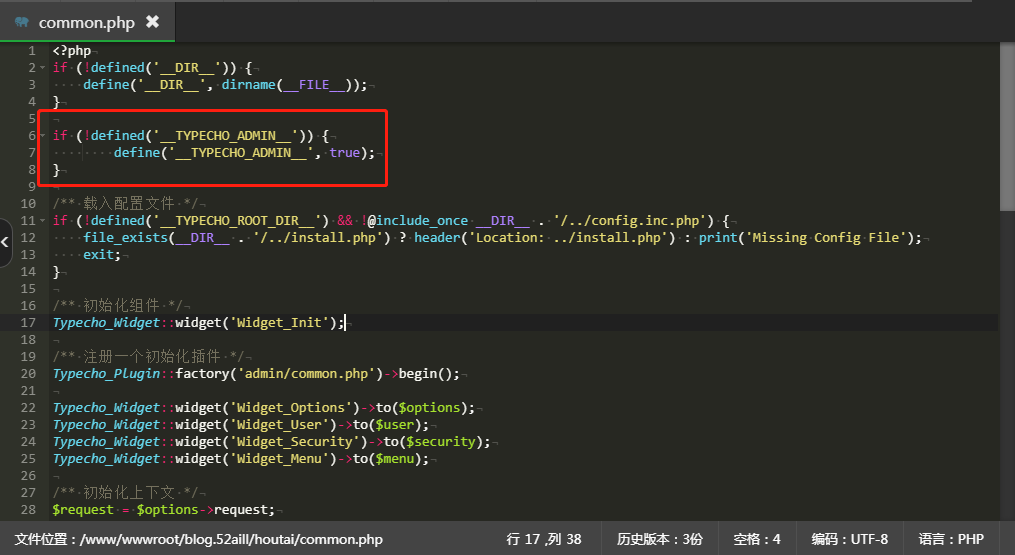 common.php ✖
1 <?php
2 if (!defined('__DIR__')) {
3     define('__DIR__', dirname(__FILE__));
4 }
5
6 if (!defined('__TYPECHO_ADMIN__')) {
7         define('__TYPECHO_ADMIN__', true);
8 }
9
10 /** 载入配置文件 */
11 if (!defined('__TYPECHO_ROOT_DIR__') && !@include_once __DIR__ . '/../config.inc.php') {
12     file_exists(__DIR__ . '/../install.php') ? header('Location: ../install.php') : print('Missing Config File');
13     exit;
14 }
15
16 /** 初始化组件 */
17 Typecho_Widget::widget('Widget_Init');
18
19 /** 注册一个初始化插件 */
20 Typecho_Plugin::factory('admin/common.php')->begin();
21
22 Typecho_Widget::widget('Widget_Options')->to($options);
23 Typecho_Widget::widget('Widget_User')->to($user);
24 Typecho_Widget::widget('Widget_Security')->to($security);
25 Typecho_Widget::widget('Widget_Menu')->to($menu);
26
27 /** 初始化上下文 */
28 $request = $options->request;
文件位置：/www/wwwroot/blog.52aill/houtai/common.php 行 17 ,列 38 历史版本：3份 空格：4 编码：UTF-8 语言：PHP